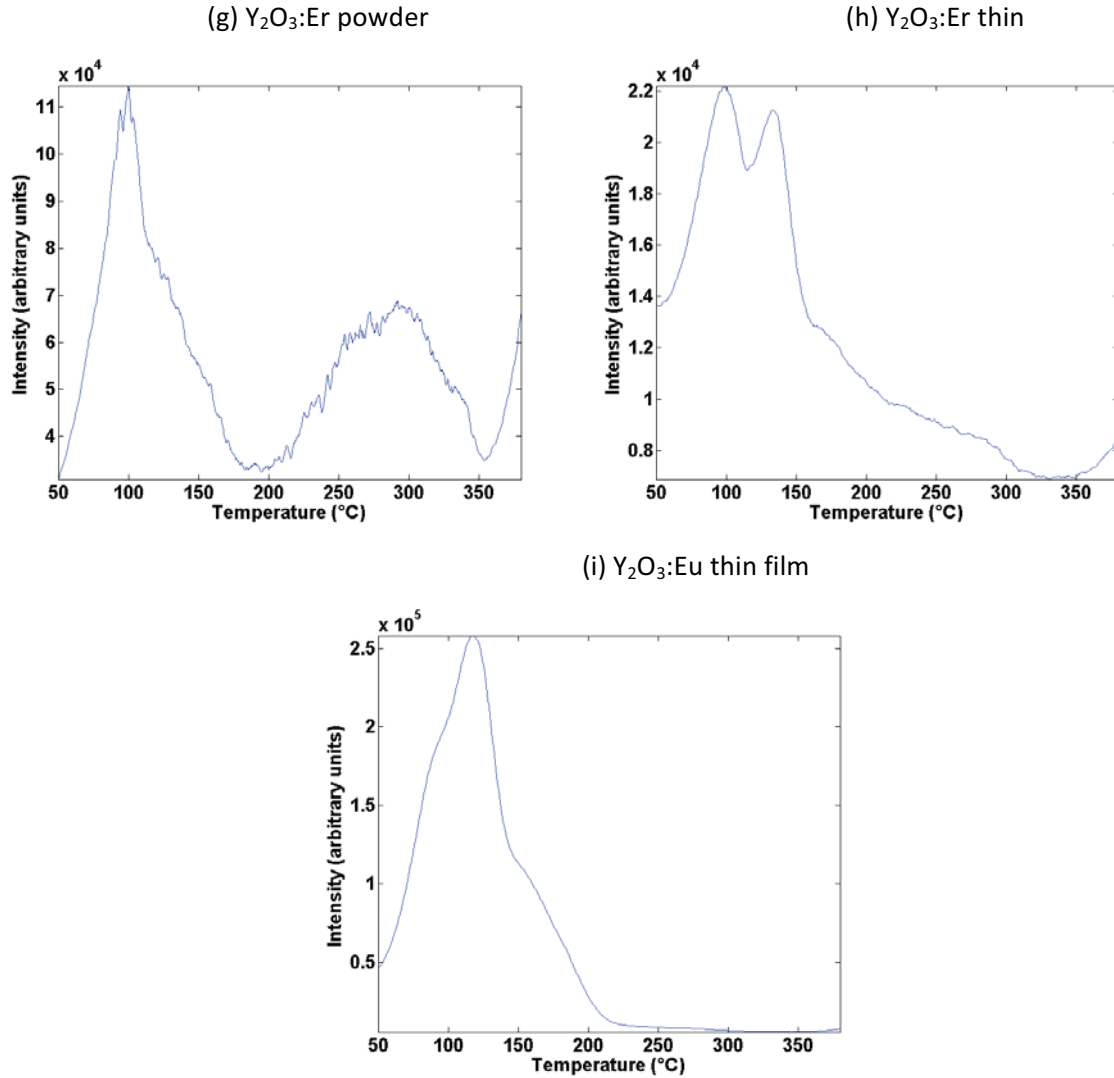 (g) Y₂O₃:Er powder
x 10⁴
11
10
9
8
7
6
5
4
Intensity (arbitrary units)
50 100 150 200 250 300 350
Temperature (°C)
(h) Y₂O₃:Er thin
x 10⁴
2.2
2
1.8
1.6
1.4
1.2
1
0.8
Intensity (arbitrary units)
50 100 150 200 250 300 350
Temperature (°C)
(i) Y₂O₃:Eu thin film
x 10⁵
2.5
2
1.5
1
0.5
Intensity (arbitrary units)
50 100 150 200 250 300 350
Temperature (°C)